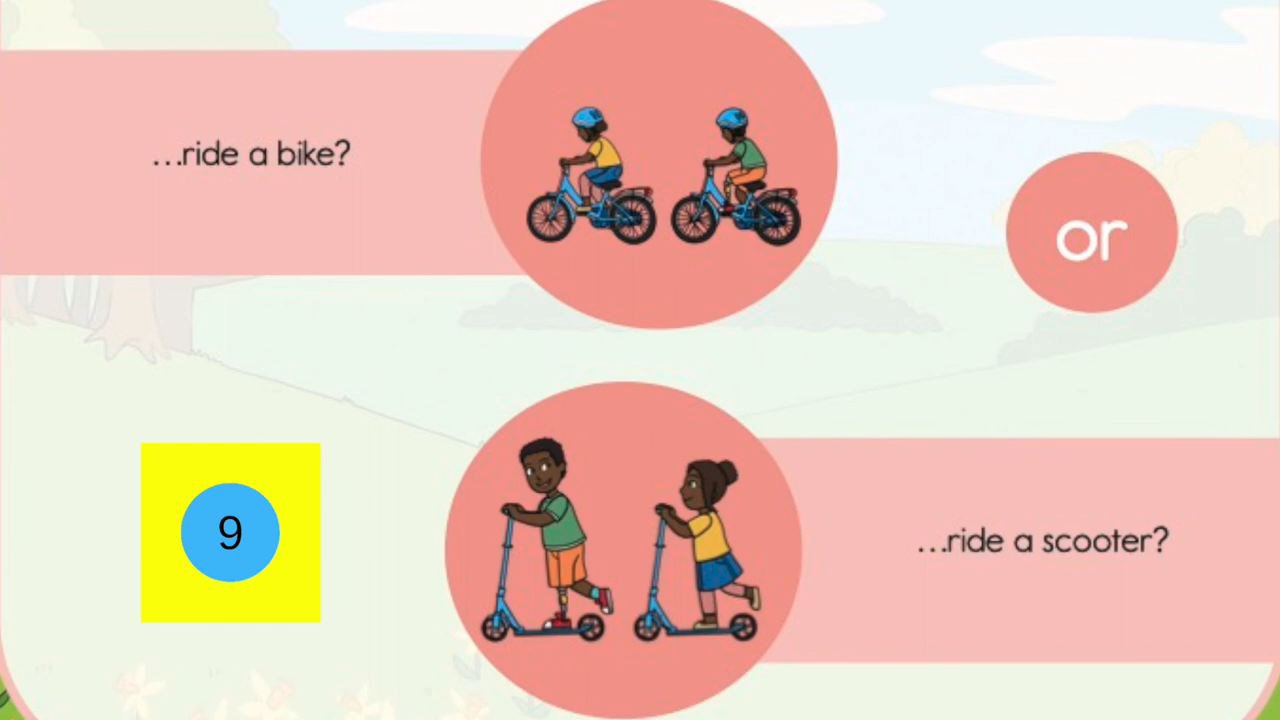 ...ride a bike?
or
9
...ride a scooter?